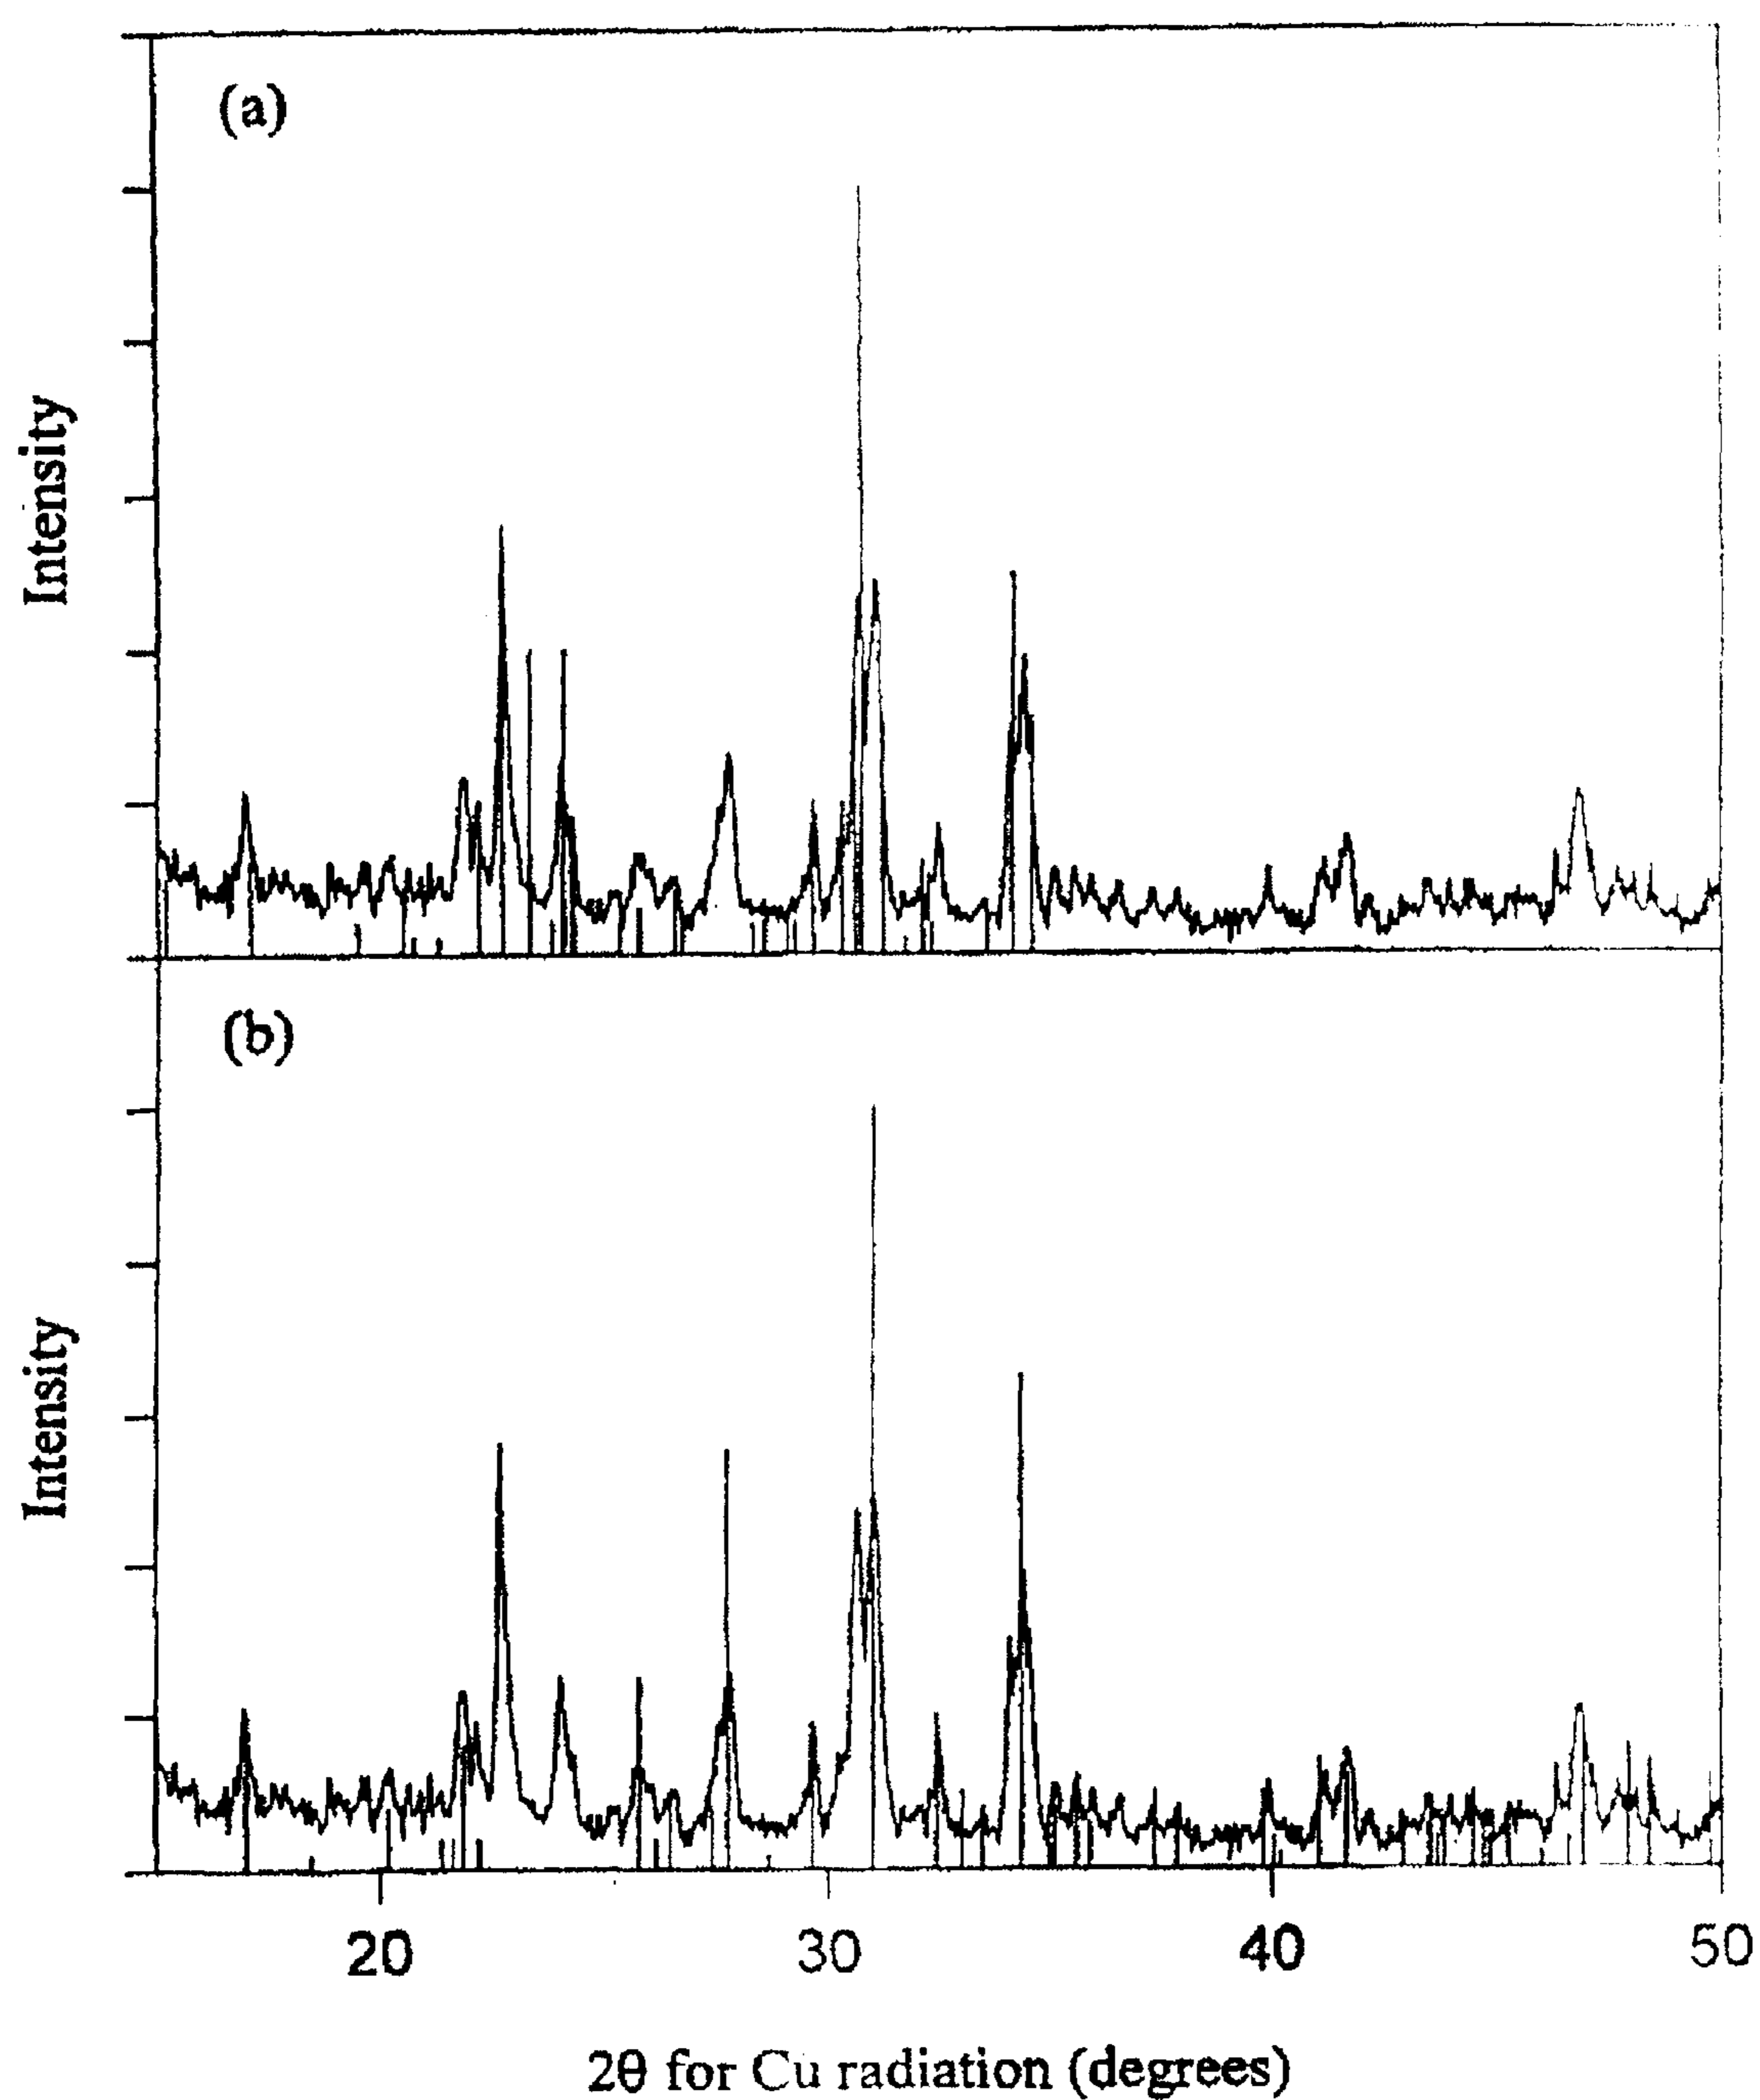 (a)
Intensity
(b)
Intensity
20 30 40 50
2θ for Cu radiation (degrees)